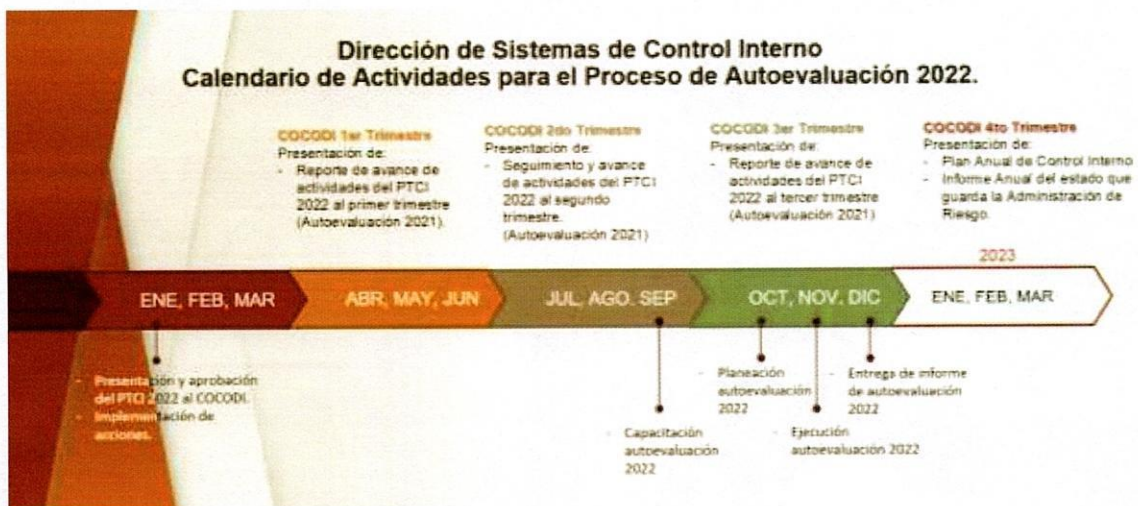 Dirección de Sistemas de Control Interno
Calendario de Actividades para el Proceso de Autoevaluación 2022.
COCODI 1er Trimestre
Presentación de:
- Reporte de avance de
actividades del PTCI
2022 al primer trimestre
(Autoevaluación 2021).
COCODI 2do Trimestre
Presentación de:
- Seguimiento y avance
de actividades del PTCI
2022 al segundo
trimestre.
(Autoevaluación 2021)
COCODI 3er Trimestre
Presentación de:
- Reporte de avance de
actividades del PTCI
2022 al tercer trimestre
(Autoevaluación 2021)
COCODI 4to Trimestre
Presentación de:
- Plan Anual de Control Interno
- Informe Anual del estado que
guarda la Administración de
Riesgo.
2023
ENE, FEB, MAR
ABR, MAY, JUN
JUL, AGO. SEP
OCT, NOV. DIC
ENE, FEB, MAR
- Presentación y aprobación
del PTCI 2022 al COCODI.
- Implementación de
acciones.
- Capacitación
autoevaluación
2022
- Planeación
autoevaluación
2022
- Ejecución
autoevaluación 2022
- Entrega de informe
de autoevaluación
2022